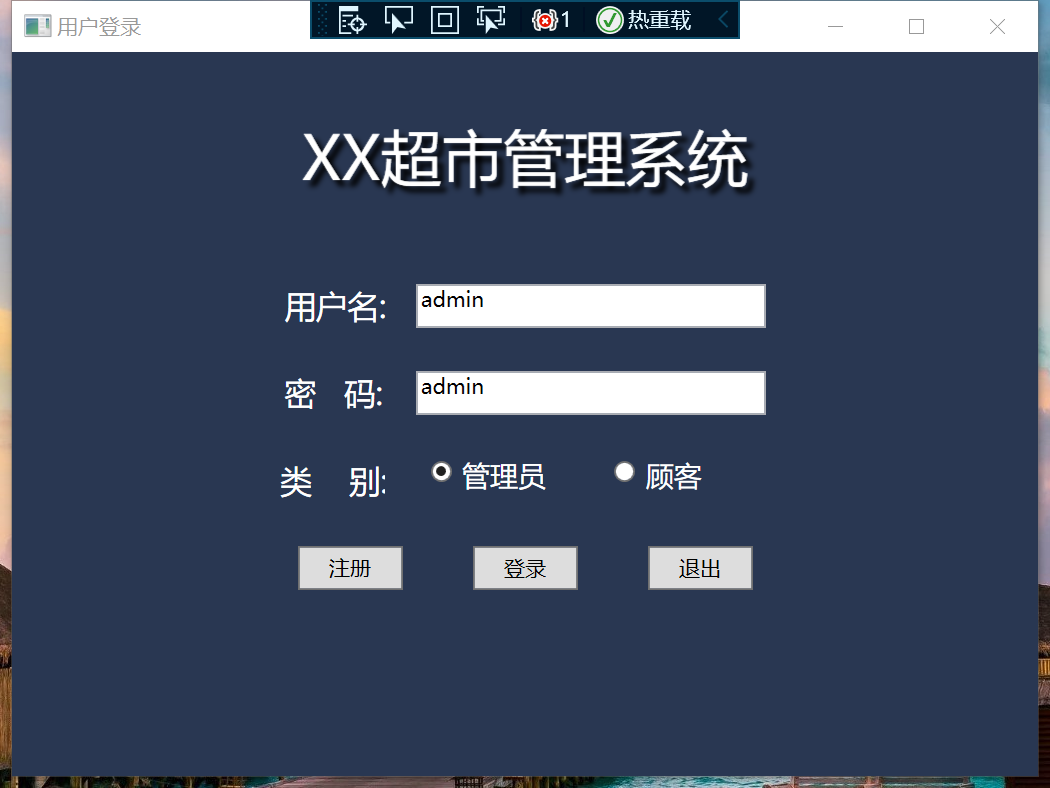 用户登录
1 热重载
XX超市管理系统
用户名: admin
密 码: admin
类 别: 管理员 顾客
注册 登录 退出